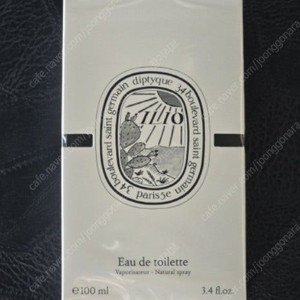 diptyque 34 boulevard saint germain
34 boulevard saint germain
paris 5e
ILIO
Eau de toilette
Vaporisateur - Natural spray
e 100 ml
3.4 fl.oz.